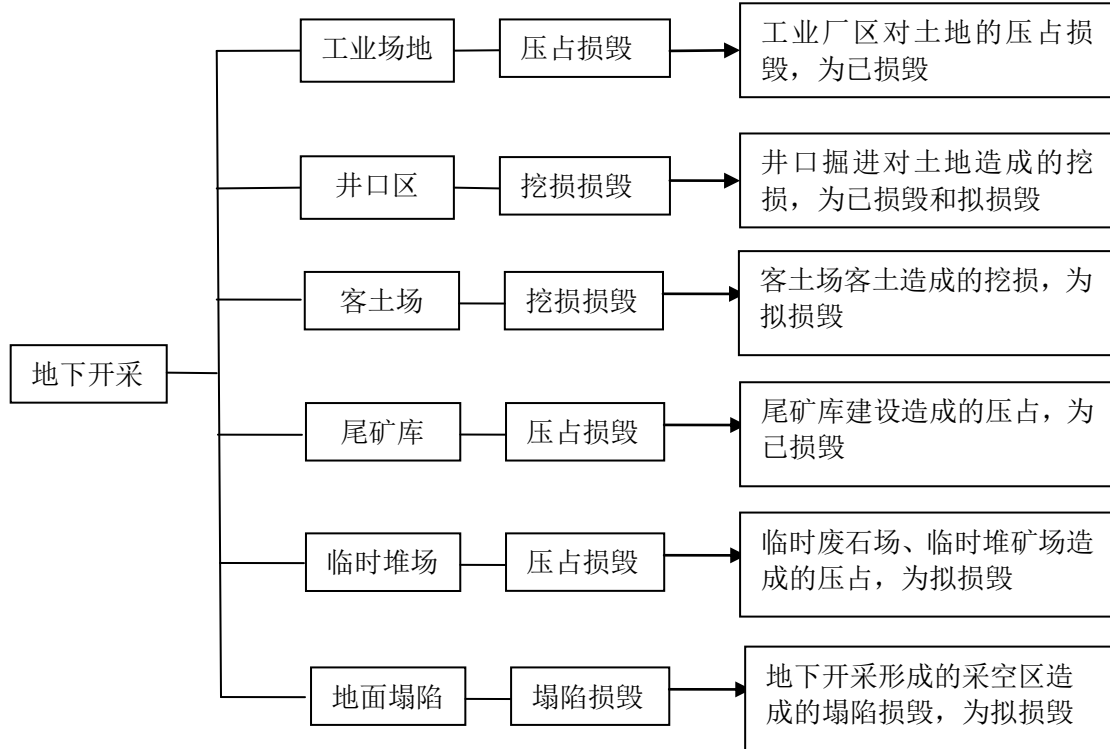 工业场地
压占损毁
工业厂区对土地的压占损
毁，为已损毁
井口区
挖损损毁
井口掘进对土地造成的挖
损，为已损毁和拟损毁
客土场
挖损损毁
客土场客土造成的挖损，为
拟损毁
地下开采
尾矿库
压占损毁
尾矿库建设造成的压占，为
已损毁
临时堆场
压占损毁
临时废石场、临时堆矿场造
成的压占，为拟损毁
地面塌陷
塌陷损毁
地下开采形成的采空区造
成的塌陷损毁，为拟损毁